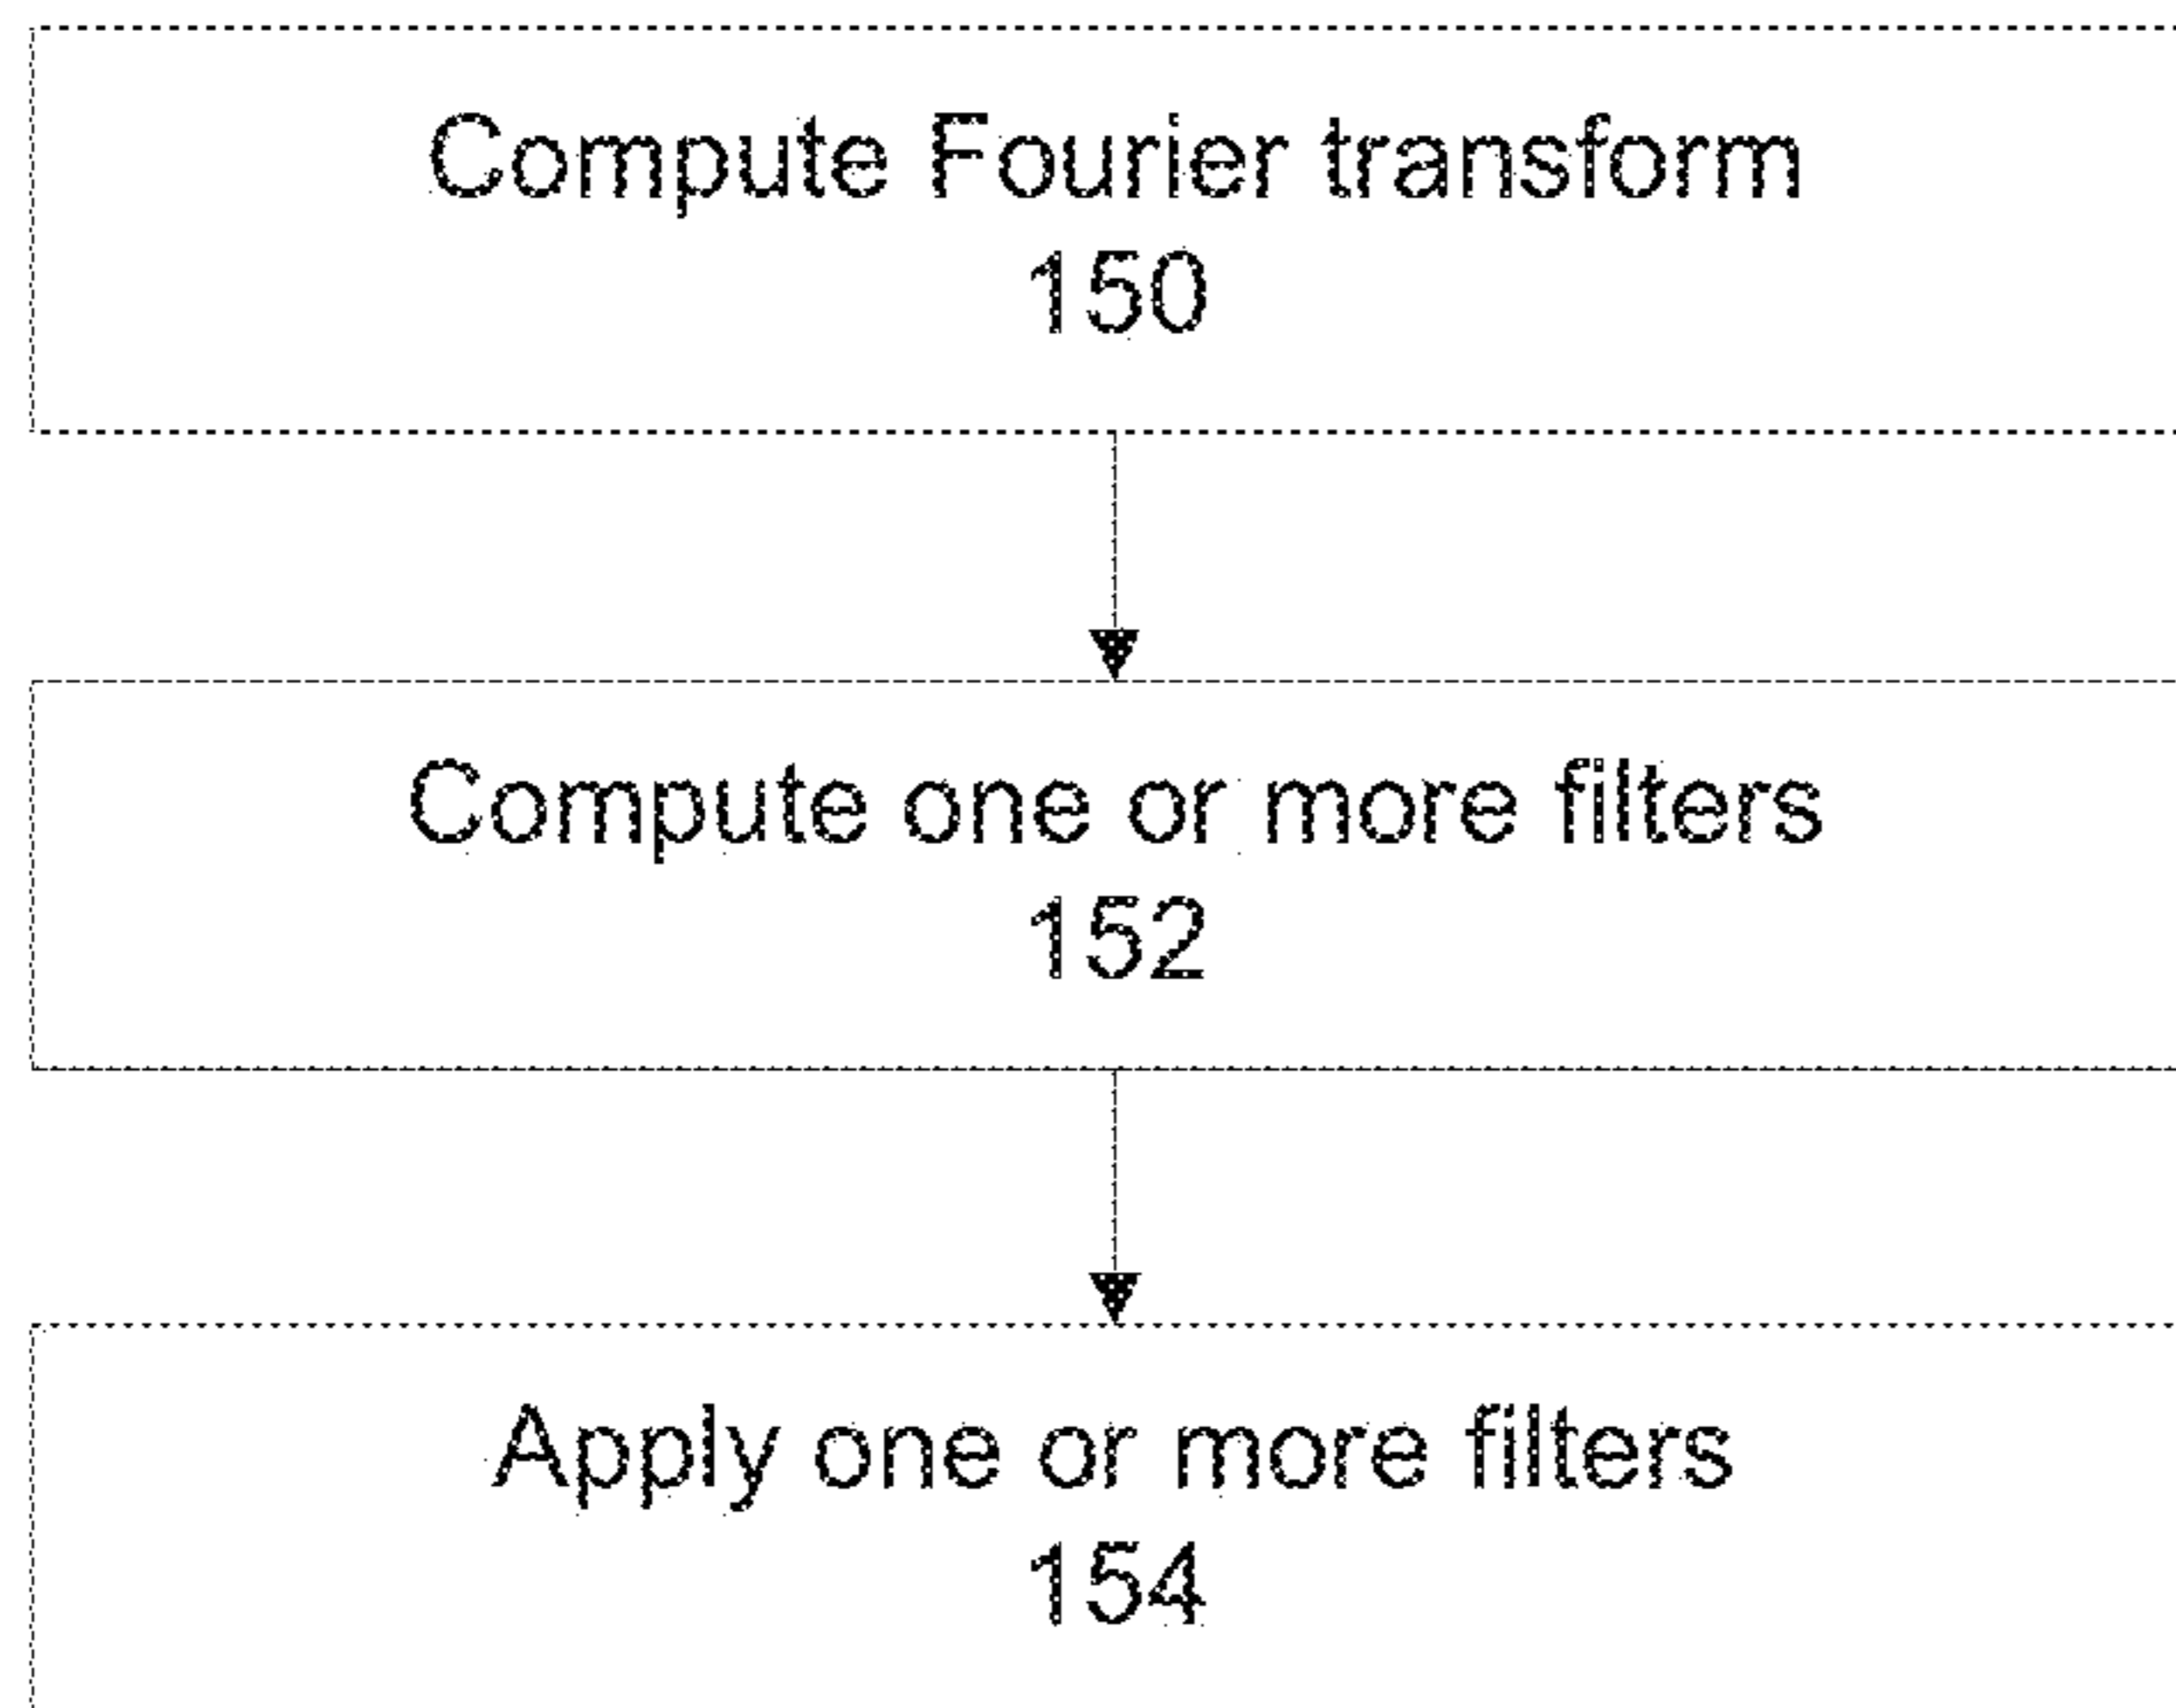 Compute Fourier transform
150
Compute one or more filters
152
Apply one or more filters
154